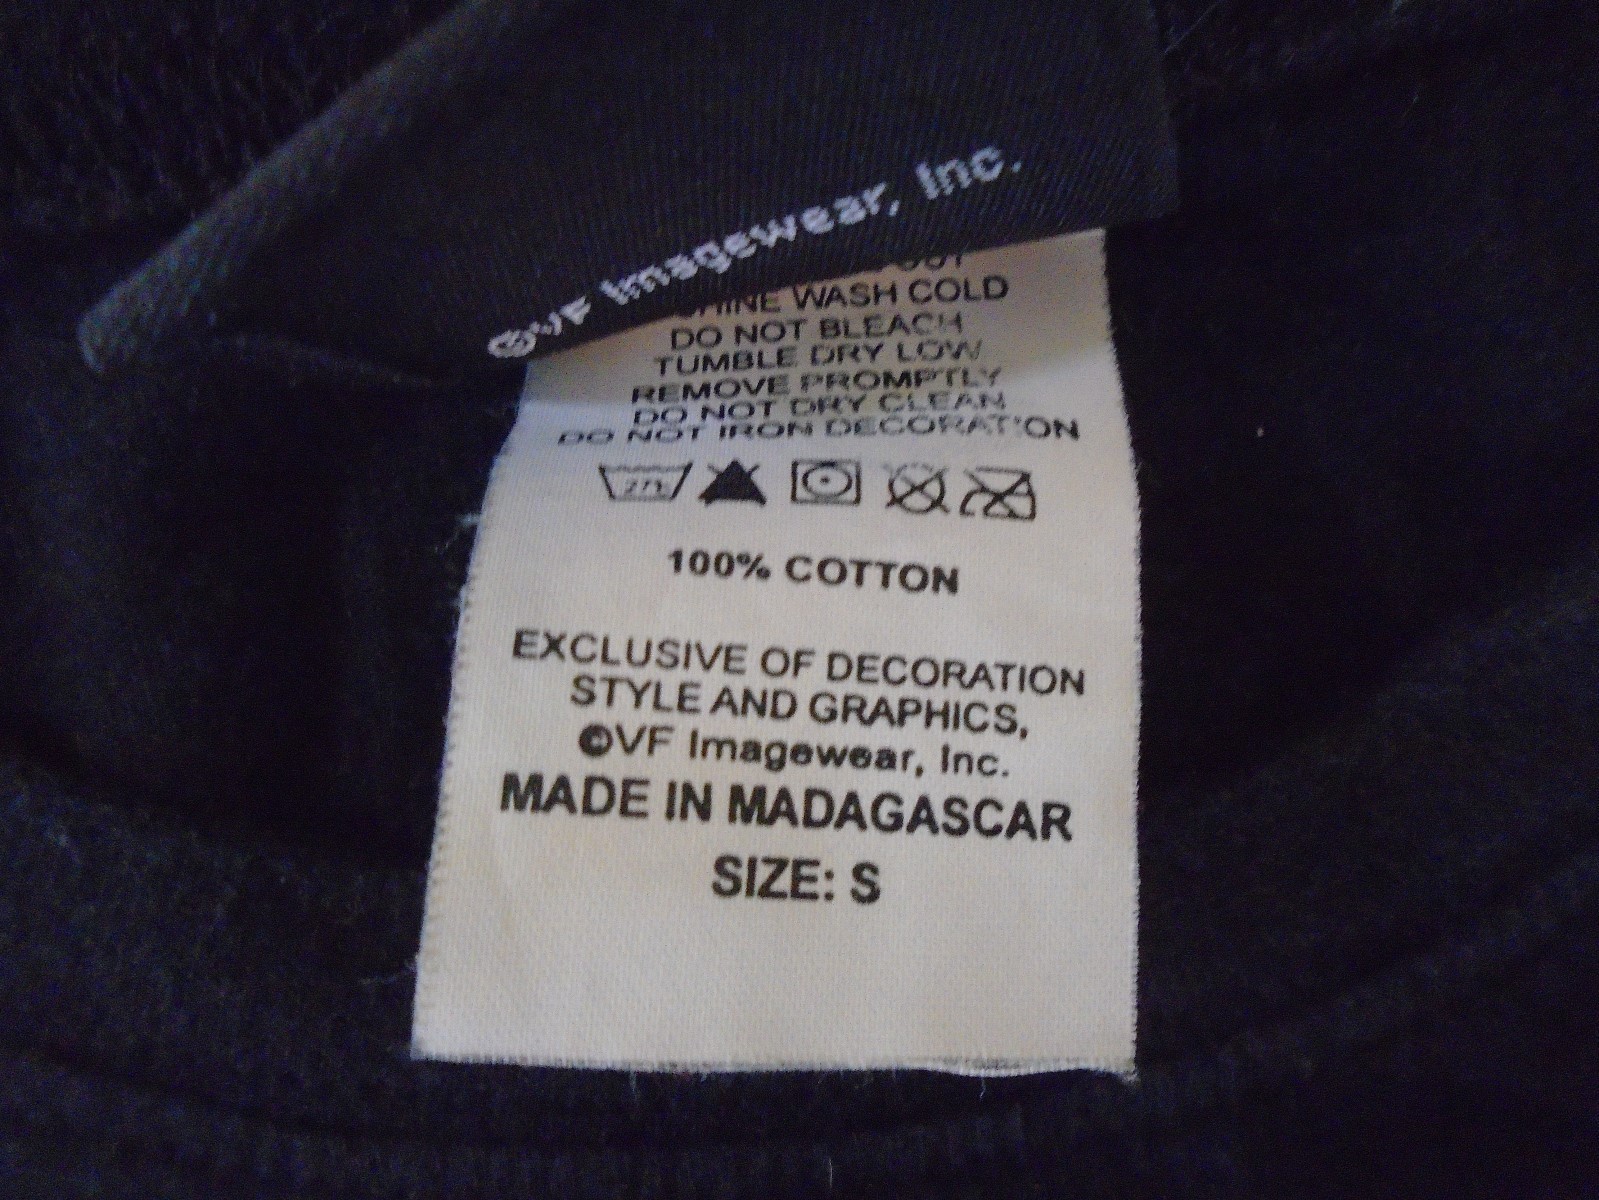 ©VF Imagewear, Inc.
WASH COLD
DO NOT BLEACH
TUMBLE DRY LOW
REMOVE PROMPTLY
DO NOT DRY CLEAN
DO NOT IRON DECORATION
100% COTTON
EXCLUSIVE OF DECORATION
STYLE AND GRAPHICS,
©VF Imagewear, Inc.
MADE IN MADAGASCAR
SIZE: S